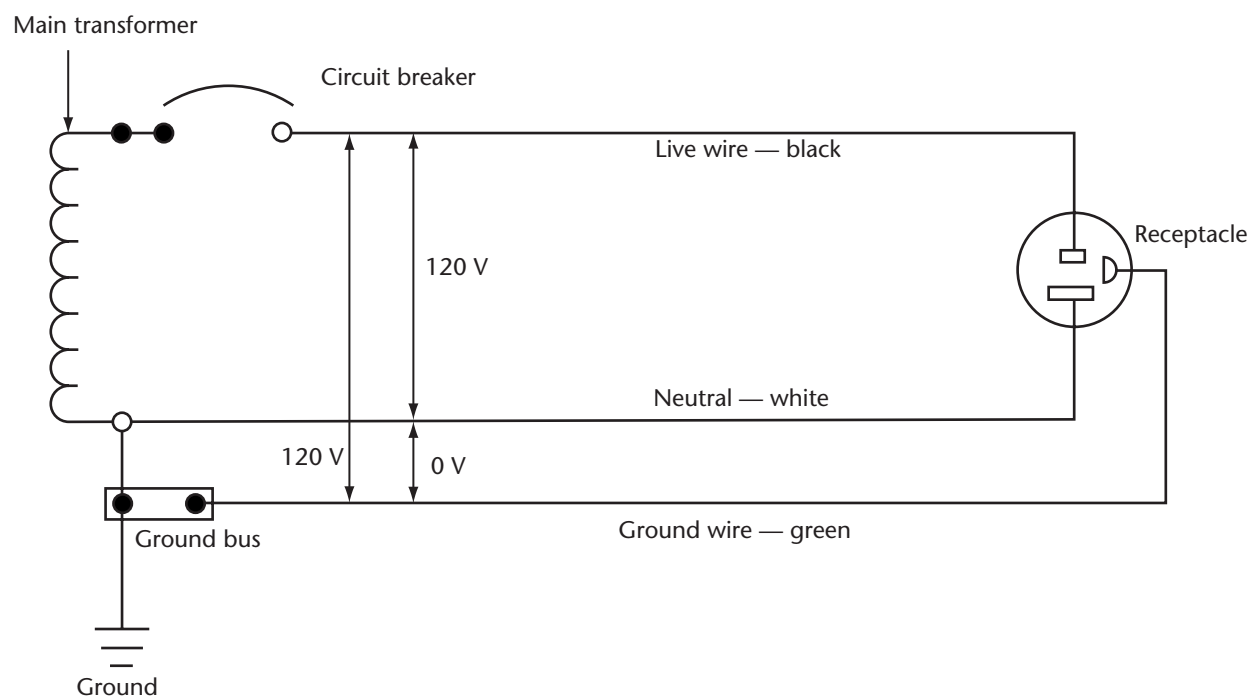 Main transformer
Circuit breaker
Live wire — black
Receptacle
120 V
Neutral — white
120 V
0 V
Ground wire — green
Ground bus
Ground